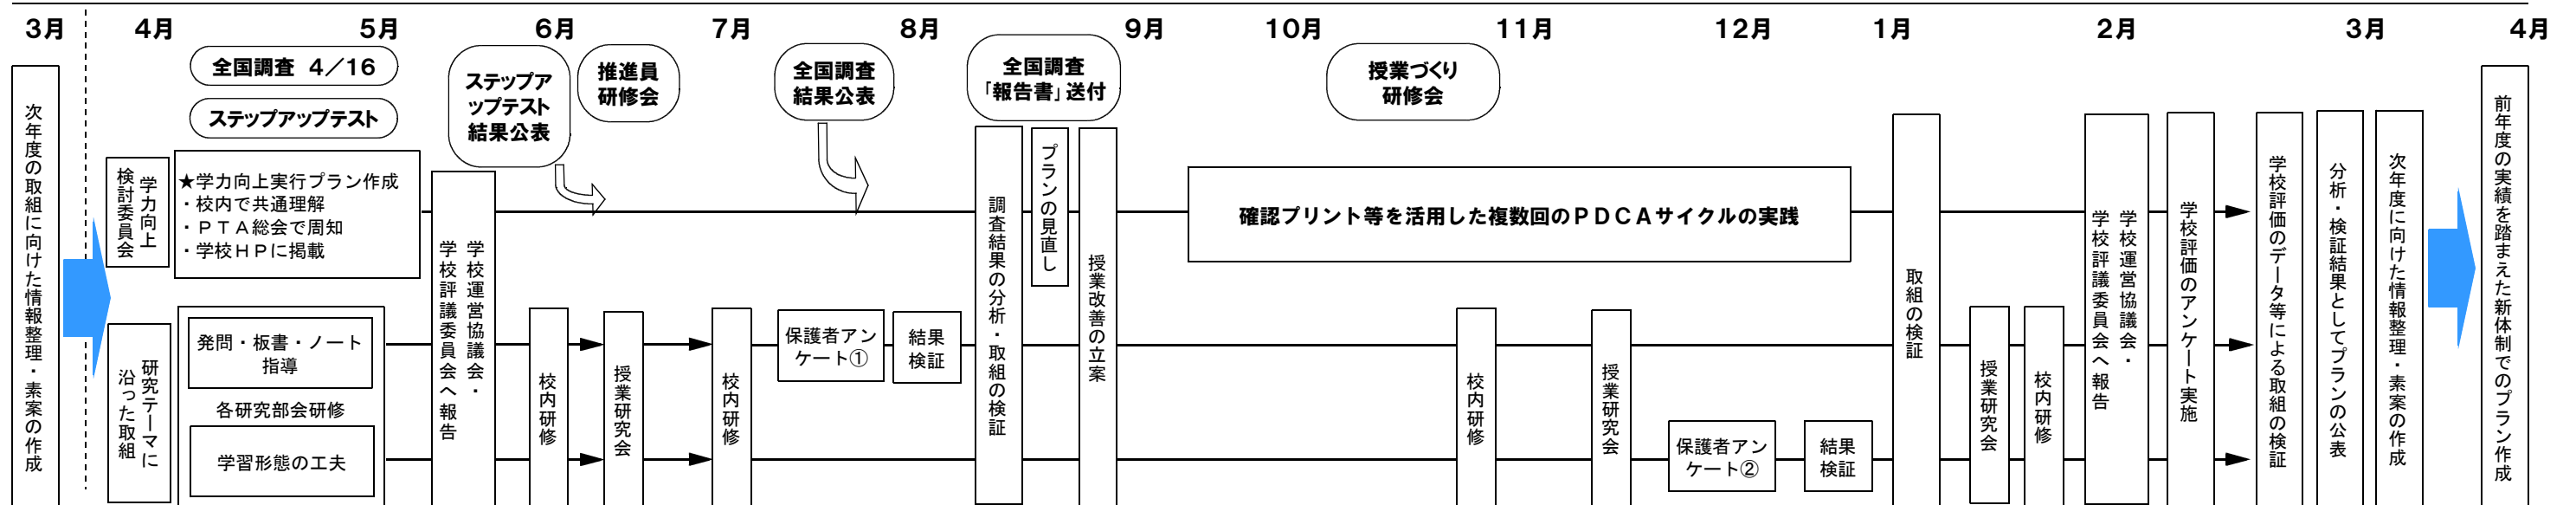 3月
4月
5月
6月
7月
8月
9月
10月
11月
12月
1月
2月
3月
4月
全国調査 4／16
ステップアップテスト
ステップア
ップテスト
結果公表
推進員
研修会
全国調査
結果公表
全国調査
「報告書」送付
授業づくり
研修会
次年度の取組に向けた情報整理・素案の作成
学力向上
検討委員会
★学力向上実行プラン作成
・校内で共通理解
・ＰＴＡ総会で周知
・学校ＨＰに掲載
研究テーマに
沿った取組
発問・板書・ノート
指導
各研究部会研修
学習形態の工夫
学校運営協議会・
学校評議委員会へ報告
校内研修
授業研究会
校内研修
保護者アン
ケート①
結果
検証
調査結果の分析・取組の検証
プランの見直し
授業改善の立案
確認プリント等を活用した複数回のＰＤＣＡサイクルの実践
校内研修
授業研究会
保護者アン
ケート②
結果
検証
取組の検証
授業研究会
校内研修
学校運営協議会・
学校評議委員会へ報告
学校評価のアンケート実施
学校評価のデータ等による取組の検証
分析・検証結果としてプランの公表
次年度に向けた情報整理・素案の作成
前年度の実績を踏まえた新体制でのプラン作成